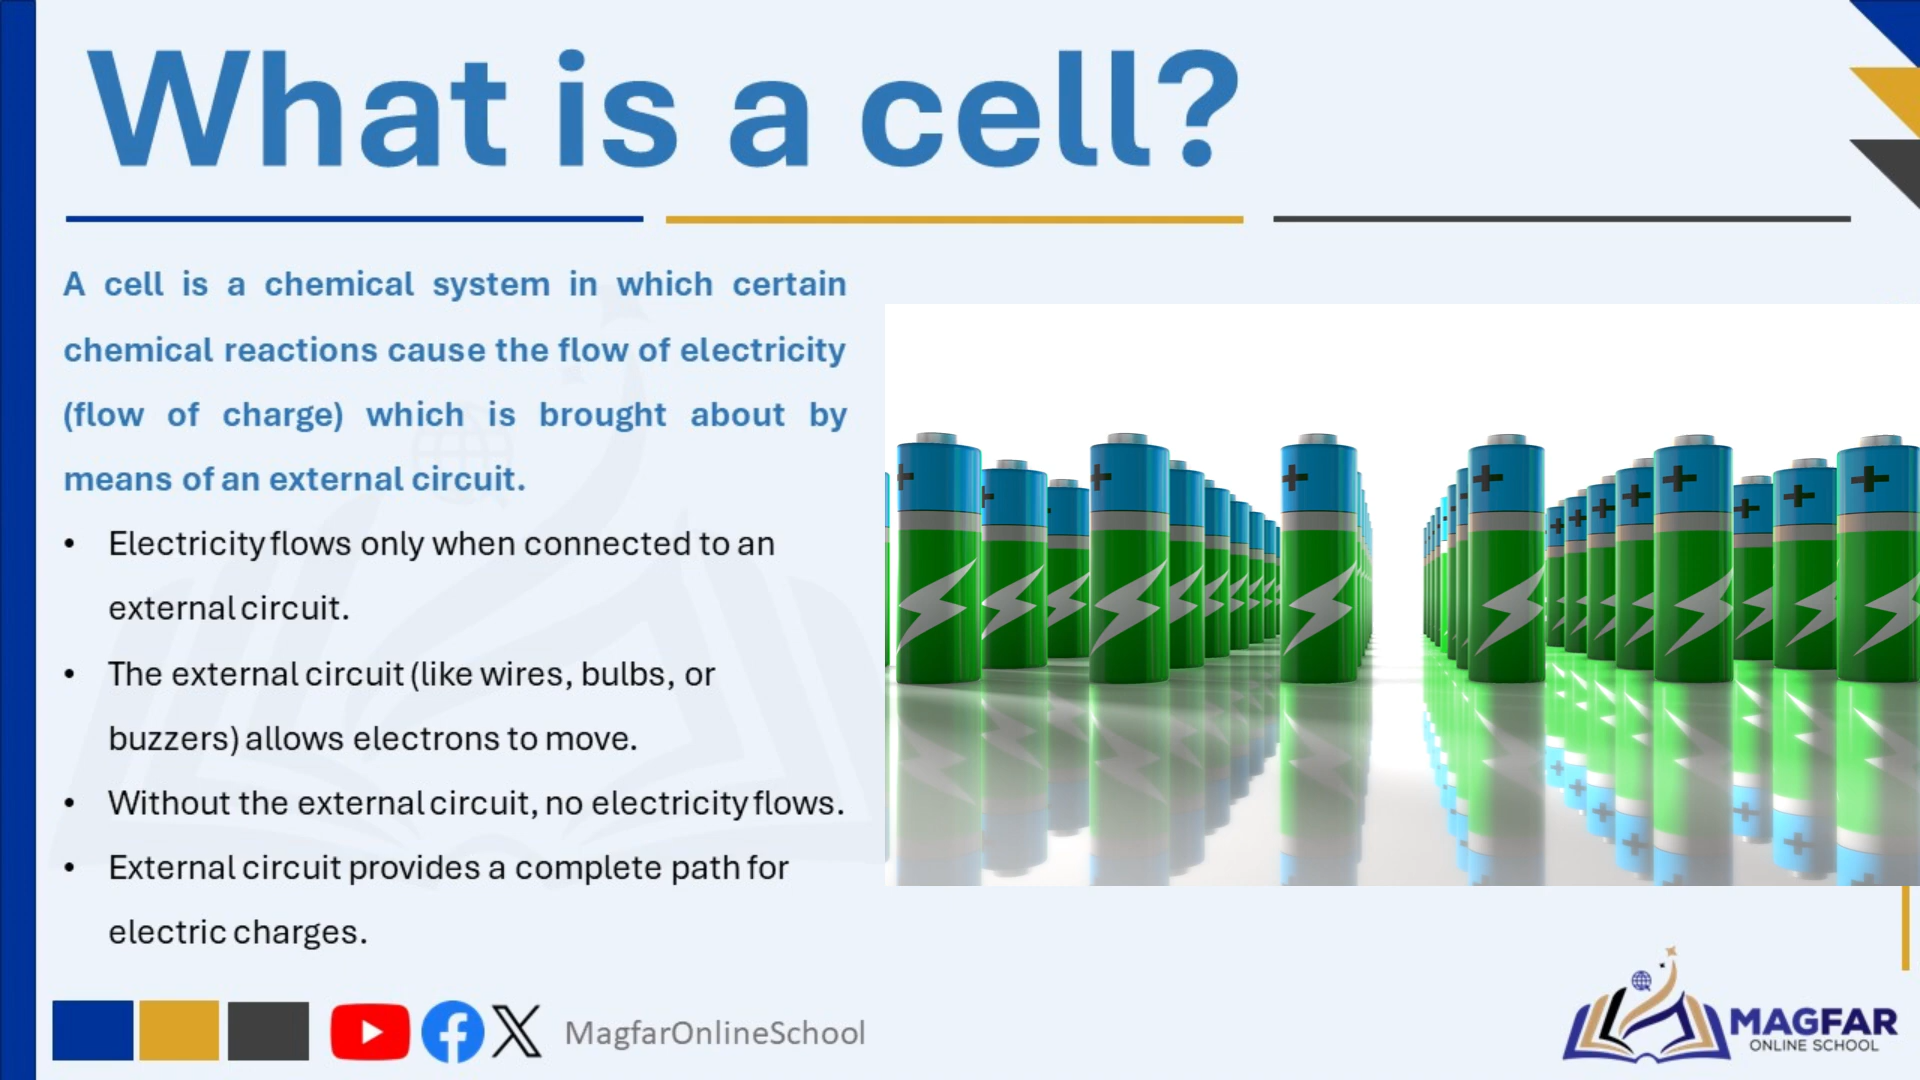 What is a cell?
A cell is a chemical system in which certain
chemical reactions cause the flow of electricity
(flow of charge) which is brought about by
means of an external circuit.
• Electricity flows only when connected to an
external circuit.
• The external circuit (like wires, bulbs, or
buzzers) allows electrons to move.
• Without the external circuit, no electricity flows.
• External circuit provides a complete path for
electric charges.
MagfarOnlineSchool
MAGFAR
ONLINE SCHOOL